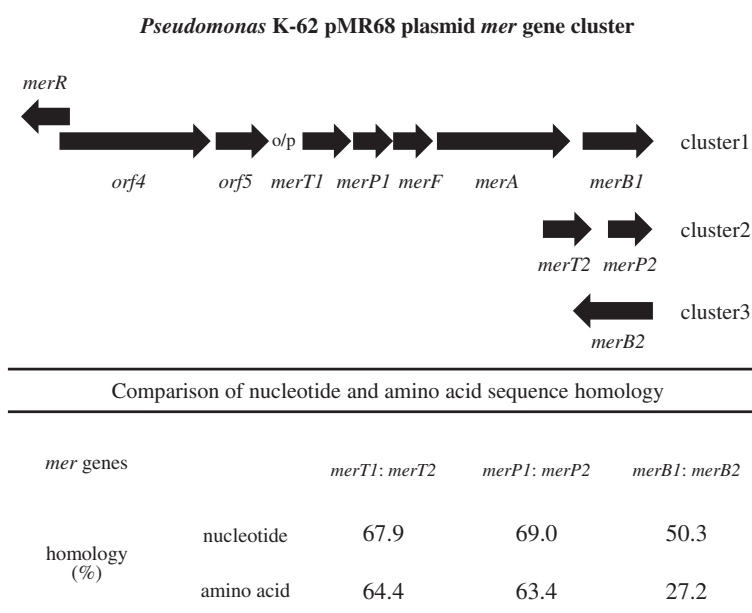 Pseudomonas K-62 pMR68 plasmid mer gene cluster
merR
o/p
cluster1
orf4 orf5 merT1 merP1 merF merA merB1
cluster2
merT2 merP2
cluster3
merB2
Comparison of nucleotide and amino acid sequence homology
mer genes merT1: merT2 merP1: merP2 merB1: merB2
homology
(%)
nucleotide 67.9 69.0 50.3
amino acid 64.4 63.4 27.2